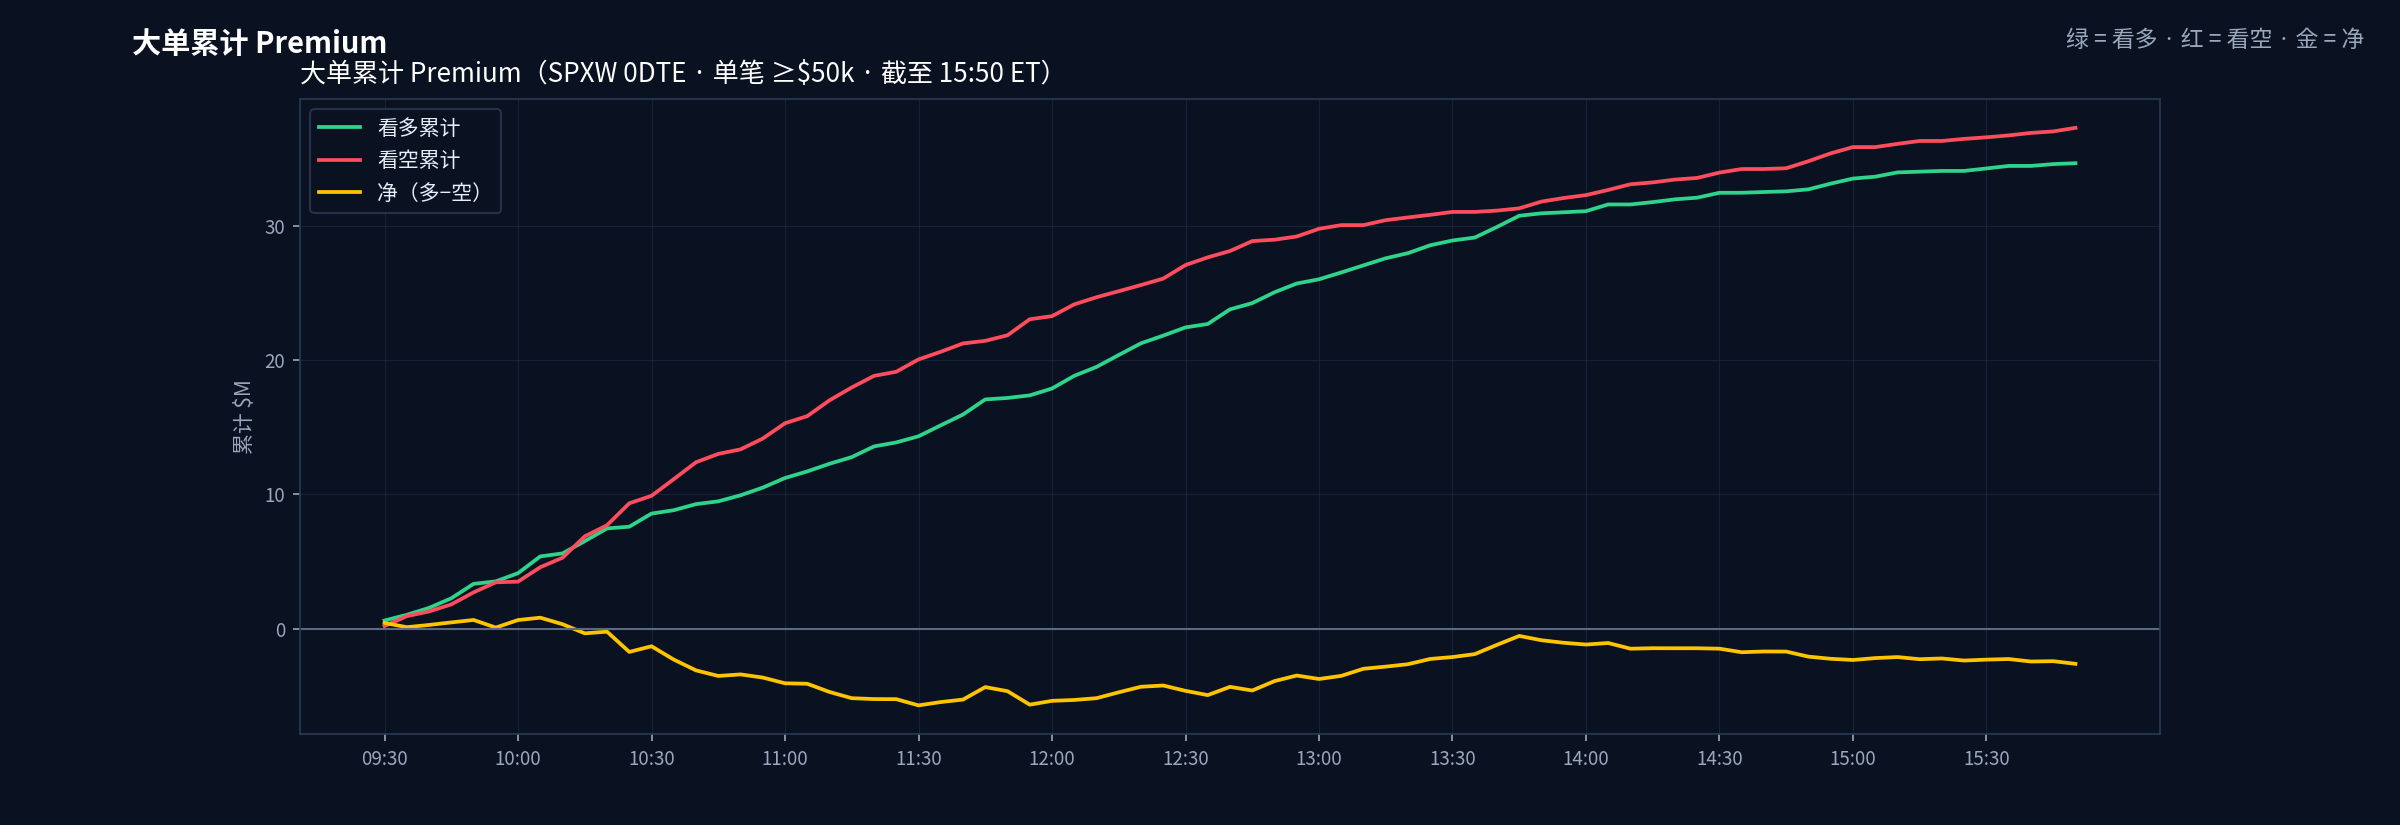 大单累计 Premium
绿 = 看多 · 红 = 看空 · 金 = 净
大单累计 Premium（SPXW 0DTE · 单笔 ≥$50k · 截至 15:50 ET）
看多累计
看空累计
净（多−空）
30
20
10
0
累计 $M
09:30 10:00 10:30 11:00 11:30 12:00 12:30 13:00 13:30 14:00 14:30 15:00 15:30